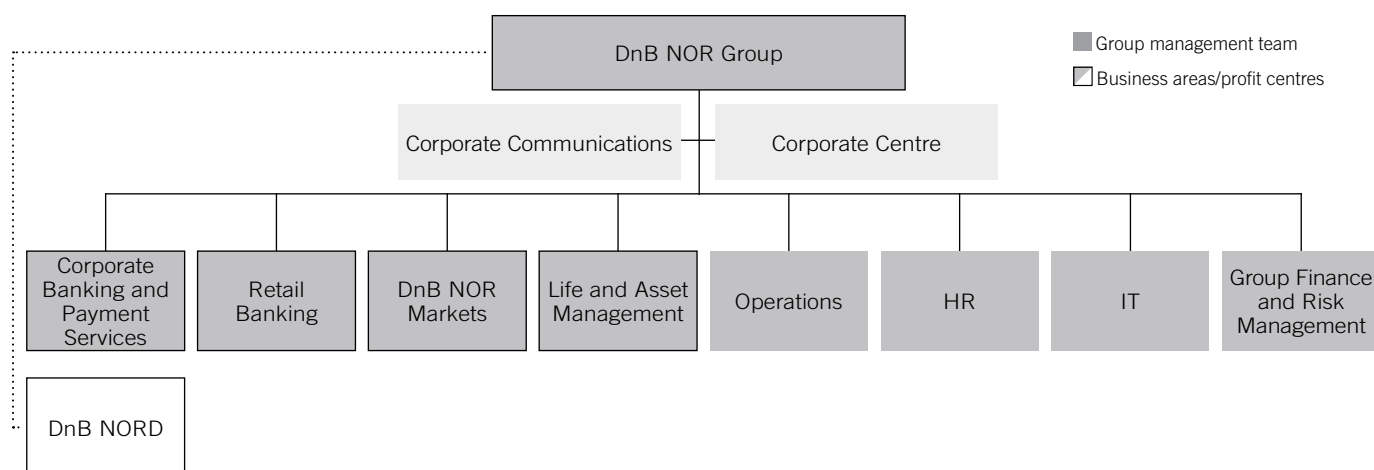 DnB NOR Group
Group management team
Business areas/profit centres
Corporate Communications
Corporate Centre
Corporate
Banking and
Payment
Services
Retail
Banking
DnB NOR
Markets
Life and Asset
Management
Operations
HR
IT
Group Finance
and Risk
Management
DnB NORD